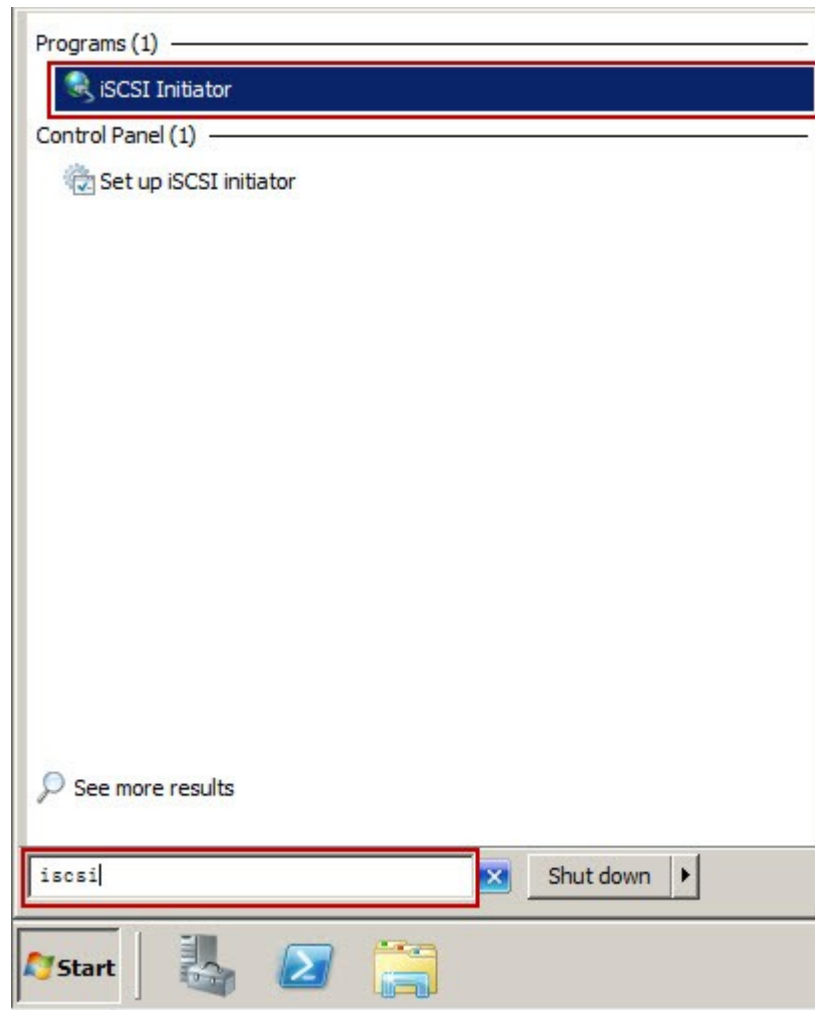 Programs (1)
iSCSI Initiator
Control Panel (1)
Set up iSCSI initiator
See more results
iscsi
Shut down
Start